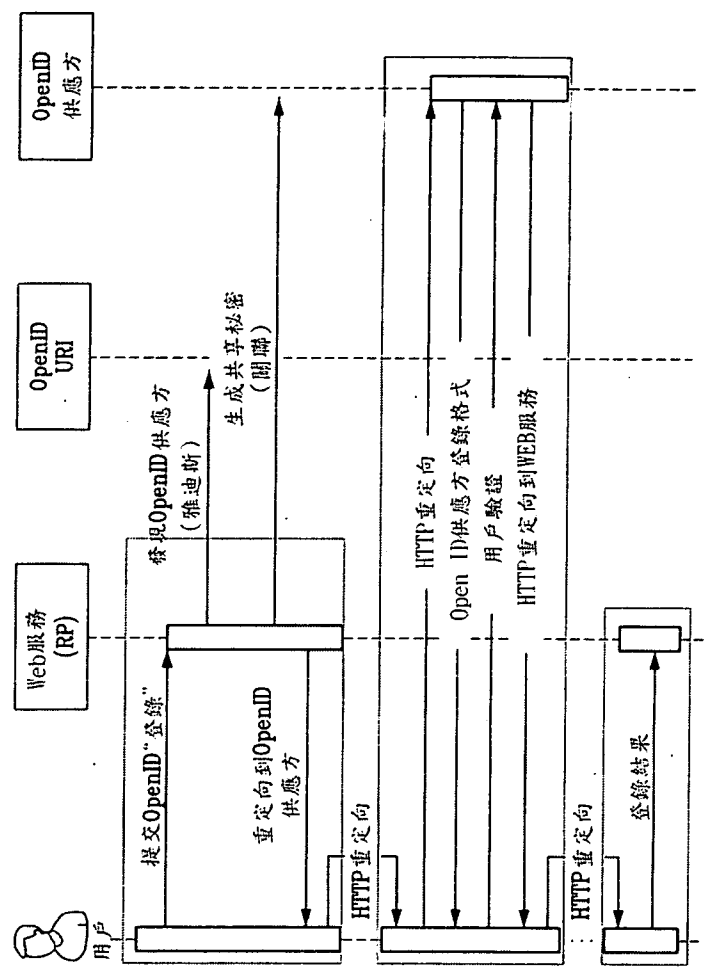 用戶
Web服務
(RP)
OpenID
URI
OpenID
供應方
提交OpenID“登錄”
發現OpenID供應方
(雅迪斯)
生成共享秘密
(關聯)
重定向到OpenID
供應方
HTTP重定向
HTTP重定向
Open ID供應方登錄格式
用戶驗證
HTTP重定向到WEB服務
HTTP重定向
登錄結果